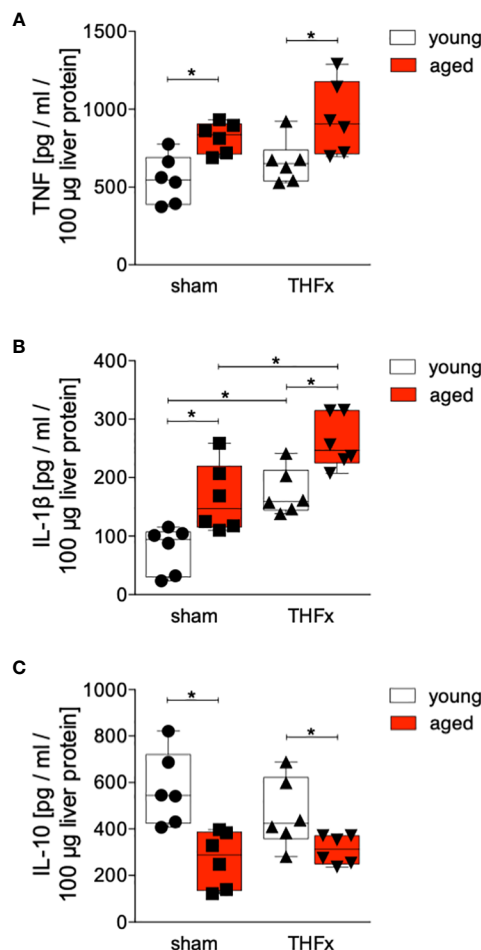 A
TNF [pg / ml /
100 µg liver protein]
1500
1000
500
0
*
*
young
aged
sham
THFx
B
IL-1β [pg / ml /
100 µg liver protein]
400
300
200
100
0
*
*
*
*
young
aged
sham
THFx
C
IL-10 [pg / ml /
100 µg liver protein]
1000
800
600
400
200
0
*
*
young
aged
sham
THFx